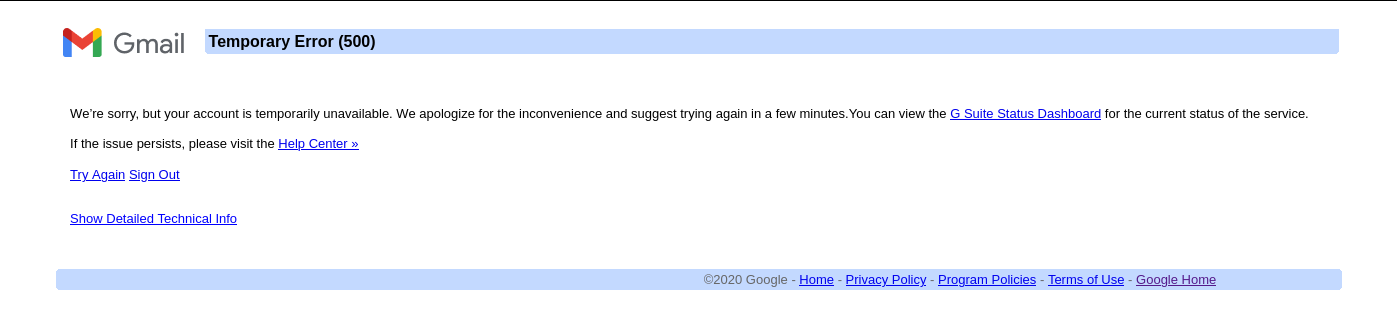 Gmail
Temporary Error (500)
We’re sorry, but your account is temporarily unavailable. We apologize for the inconvenience and suggest trying again in a few minutes.You can view the G Suite Status Dashboard for the current status of the service.
If the issue persists, please visit the Help Center »
Try Again Sign Out
Show Detailed Technical Info
©2020 Google - Home - Privacy Policy - Program Policies - Terms of Use - Google Home